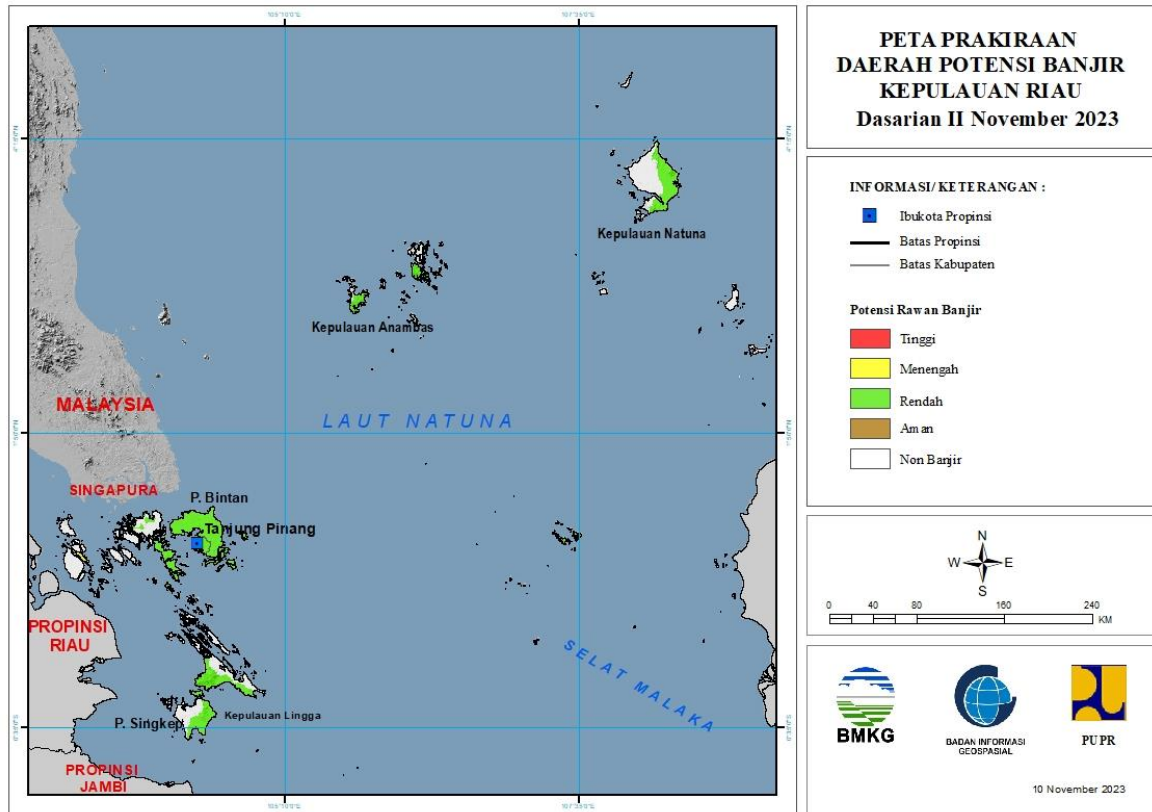 PETA PRAKIRAAN
DAERAH POTENSI BANJIR
KEPULAUAN RIAU
Dasarian II November 2023
INFORMASI/ KETERANGAN :
Ibukota Propinsi
Batas Propinsi
Batas Kabupaten
Potensi Rawan Banjir
Tinggi
Menengah
Rendah
Aman
Non Banjir
N
W E
S
0 20 40 80 160 240
KM
BMKG
BADAN INFORMASI
GEOSPASIAL
PUPR
10 November 2023
Kepulauan Natuna
Kepulauan Anambas
MALAYSIA
LAUT NATUNA
SINGAPURA
P. Bintan
Tanjung Pinang
PROPINSI
RIAU
SELAT MALAKA
P. Singkep
Kepulauan Lingga
PROPINSI
JAMBI